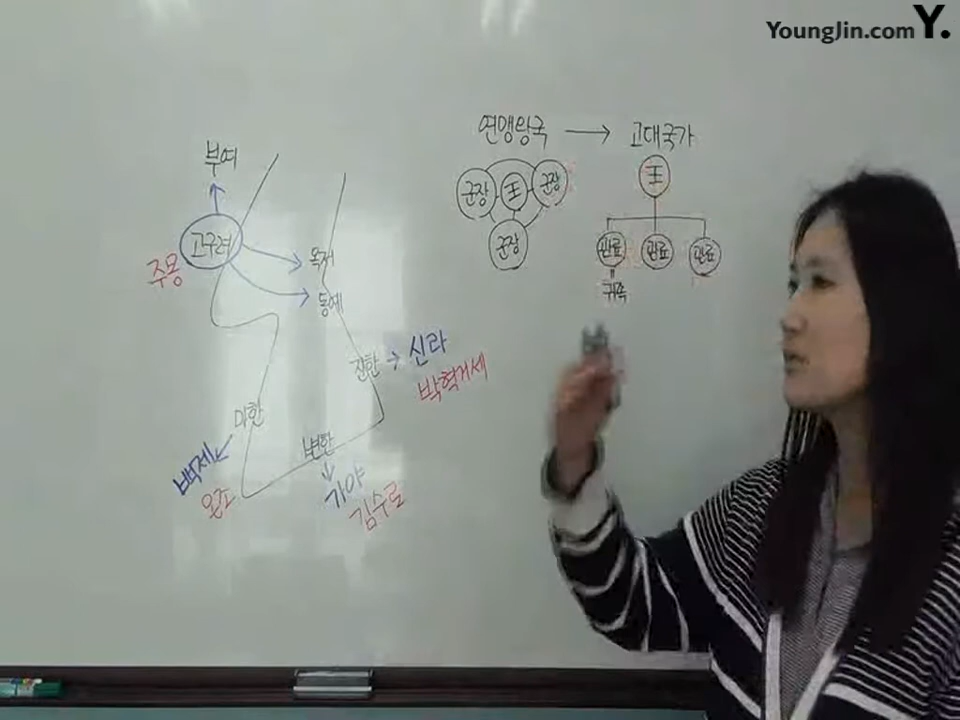 YoungJin.com Y.
연맹왕국 → 고대국가
군장 王 군장
군장
王
관료 관료 관료
귀족
부여
고구려
주몽
옥저
동예
진한 → 신라
박혁거세
마한
백제
온조
변한
가야
김수로